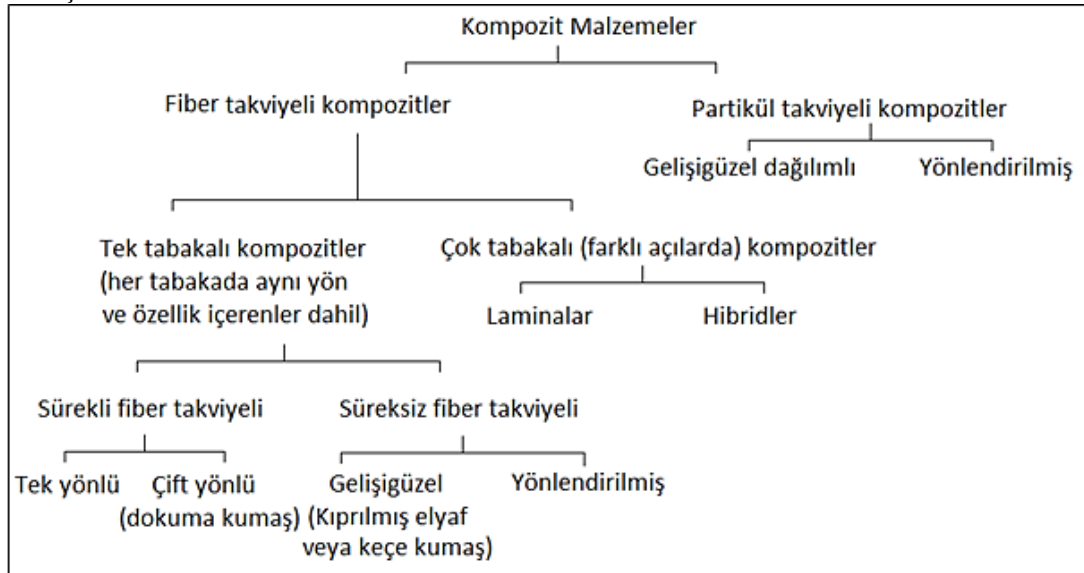 Kompozit Malzemeler
Fiber takviyeli kompozitler
Partikül takviyeli kompozitler
Gelişigüzel dağılımlı
Yönlendirilmiş
Tek tabakalı kompozitler
(her tabakada aynı yön
ve özellik içerenler dahil)
Çok tabakalı (farklı açılarda) kompozitler
Laminalar
Hibridler
Sürekli fiber takviyeli
Süreksiz fiber takviyeli
Tek yönlü
Çift yönlü
(dokuma kumaş)
Gelişigüzel
(Kıprılmış elyaf
veya keçe kumaş)
Yönlendirilmiş